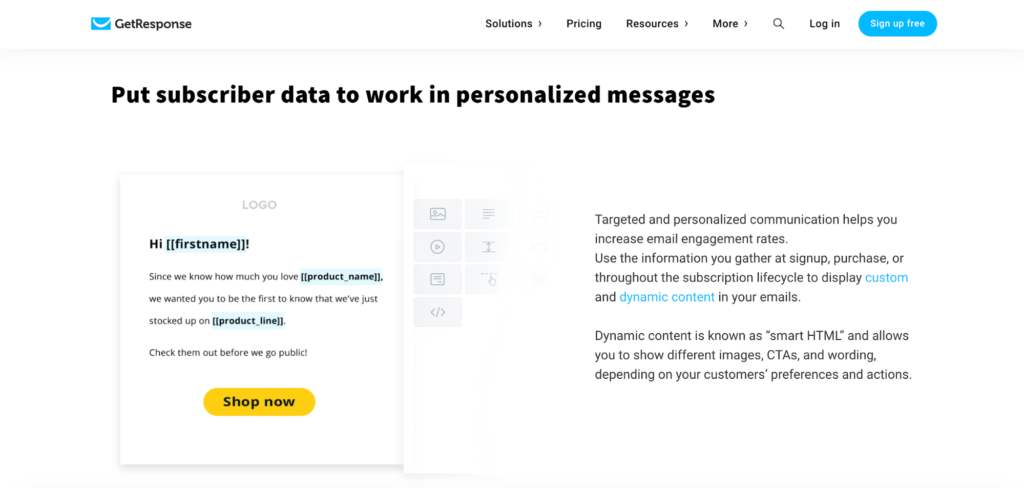 GetResponse
Solutions › Pricing Resources › More › Log in Sign up free
Put subscriber data to work in personalized messages
LOGO
Hi [[firstname]]!
Since we know how much you love [[product_name]],
we wanted you to be the first to know that we've just
stocked up on [[product_line]].
Check them out before we go public!
Shop now
Targeted and personalized communication helps you
increase email engagement rates.
Use the information you gather at signup, purchase, or
throughout the subscription lifecycle to display custom
and dynamic content in your emails.
Dynamic content is known as “smart HTML” and allows
you to show different images, CTAs, and wording,
depending on your customers’ preferences and actions.